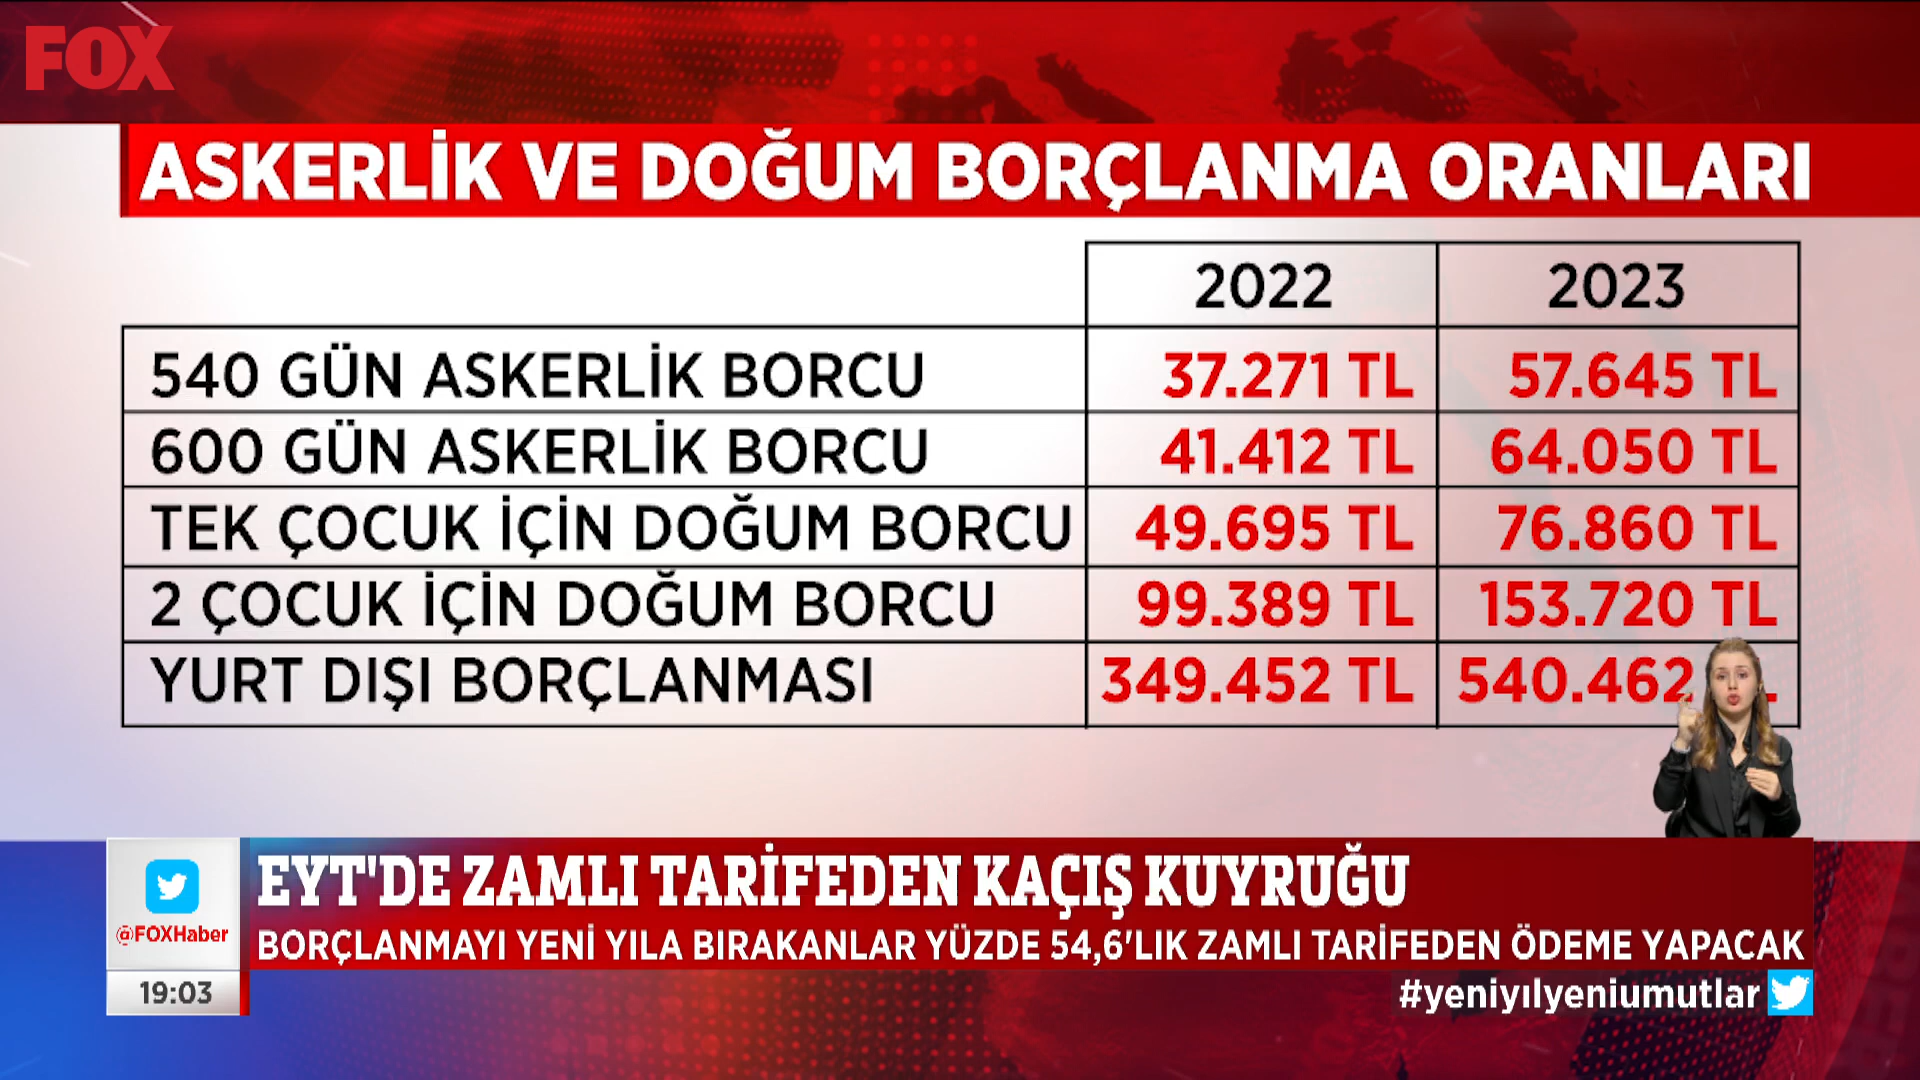 FOX
ASKERLİK VE DOĞUM BORÇLANMA ORANLARI
2022 2023
540 GÜN ASKERLİK BORCU 37.271 TL 57.645 TL
600 GÜN ASKERLİK BORCU 41.412 TL 64.050 TL
TEK ÇOCUK İÇİN DOĞUM BORCU 49.695 TL 76.860 TL
2 ÇOCUK İÇİN DOĞUM BORCU 99.389 TL 153.720 TL
YURT DIŞI BORÇLANMASI 349.452 TL 540.462
EYT'DE ZAMLI TARİFEDEN KAÇIŞ KUYRUĞU
@FOXHaber
BORÇLANMAYI YENİ YILA BIRAKANLAR YÜZDE 54,6'LIK ZAMLI TARİFEDEN ÖDEME YAPACAK
19:03
#yeniyılyeniumutlar